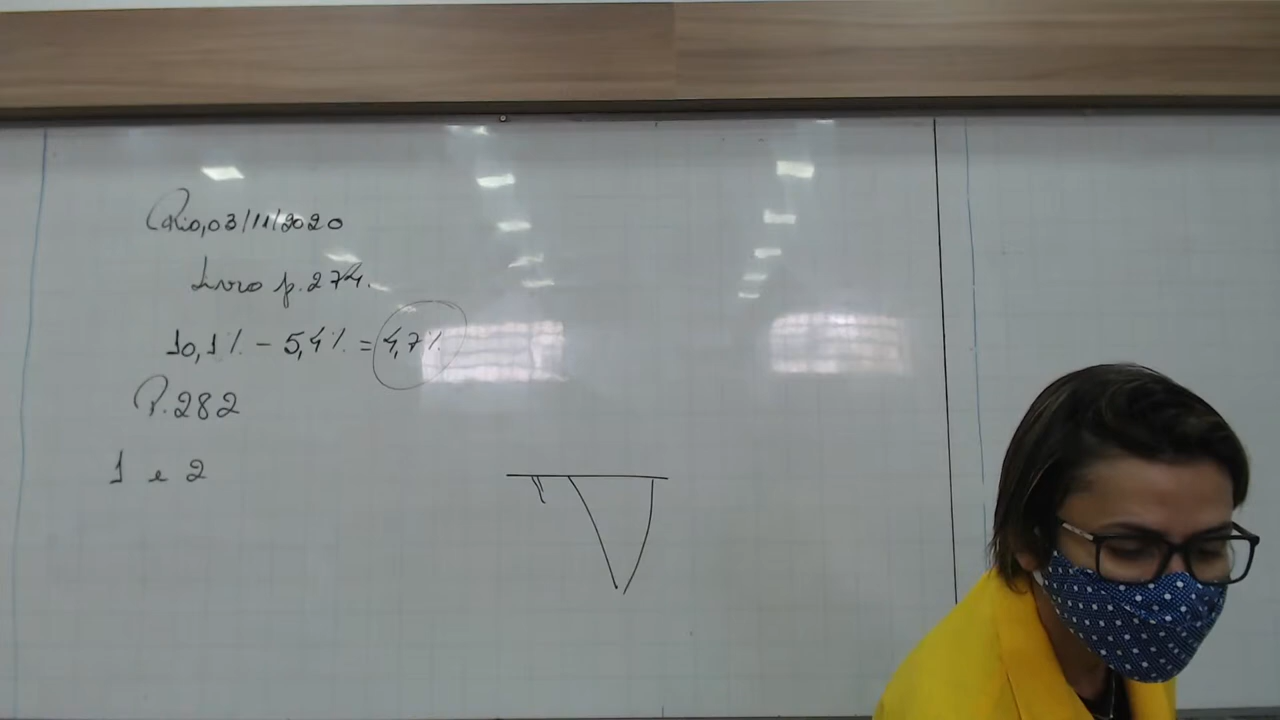 Rio, 03/11/2020
Livro p. 274.
10,1% - 5,4% = 4,7%
P. 282
1 e 2